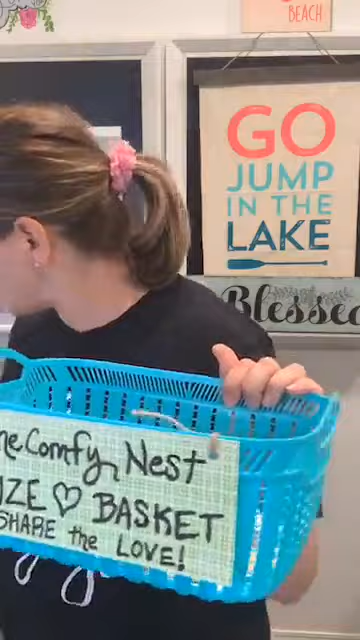 BEACH
GO
JUMP
IN THE
LAKE
Blessed
Comfy Nest
BASKET
SHARE the LOVE!